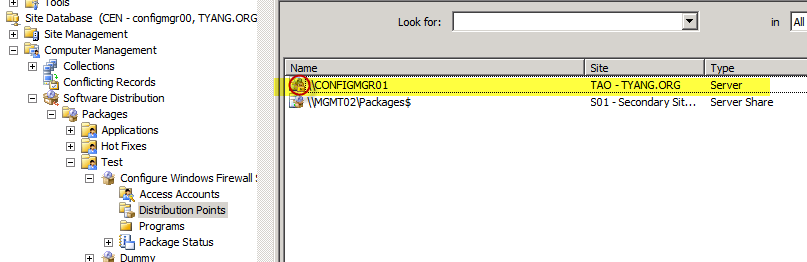 Tools
Site Database (CEN - configmgr00, TYANG.ORG
Site Management
Computer Management
Collections
Conflicting Records
Software Distribution
Packages
Applications
Hot Fixes
Test
Configure Windows Firewall S
Access Accounts
Distribution Points
Programs
Package Status
Dummy
Look for: in All
Name Site Type
\\CONFIGMGR01 TAO - TYANG.ORG Server
\\MGMT02\Packages$ S01 - Secondary Sit... Server Share